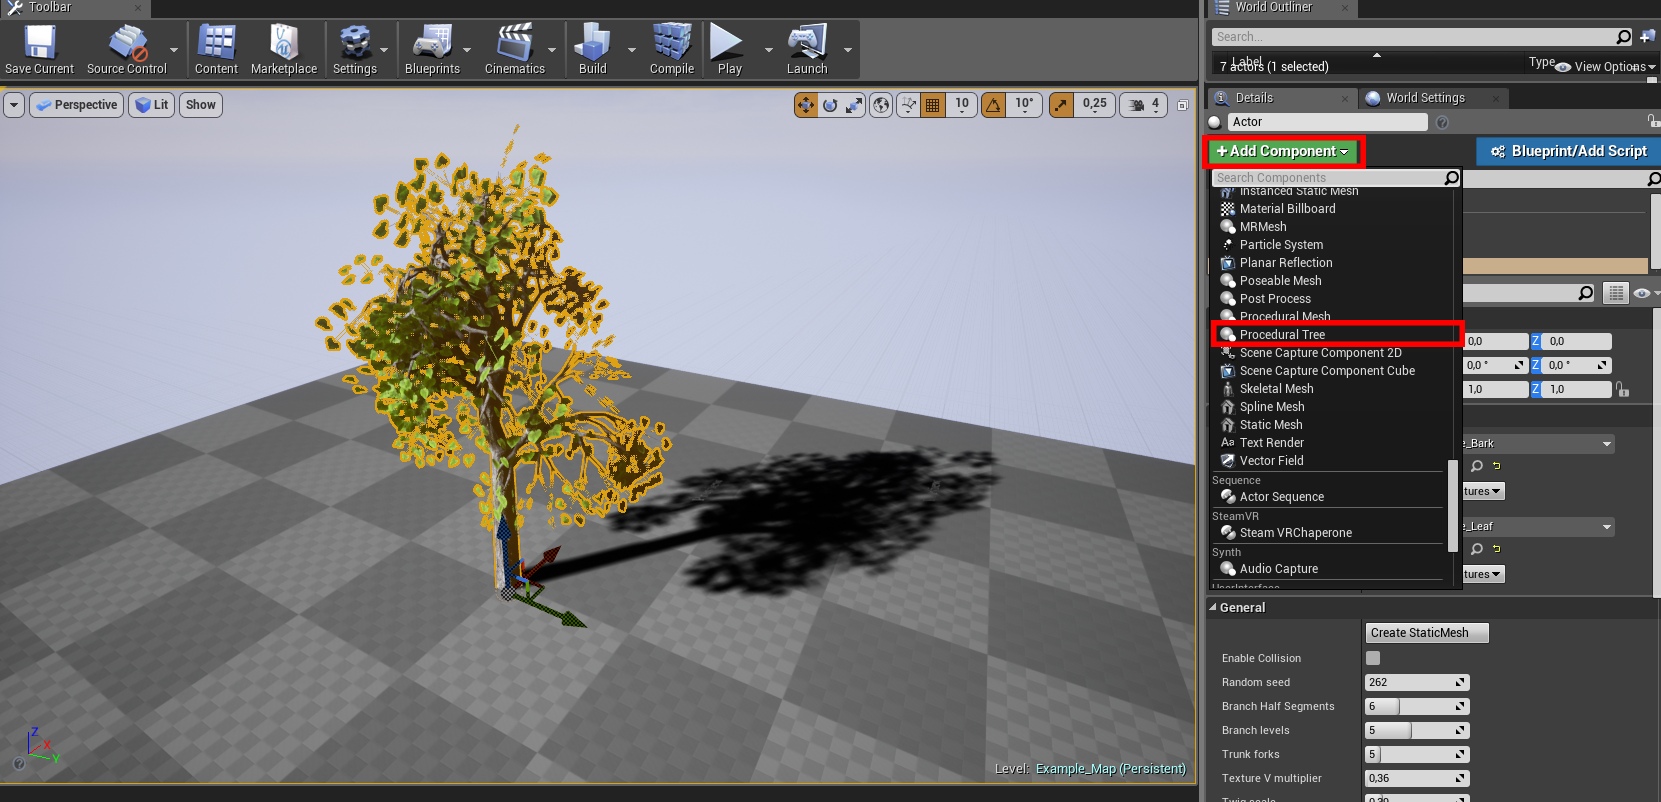 Toolbar
Save Current
Source Control
Content
Marketplace
Settings
Blueprints
Cinematics
Build
Compile
Play
Launch
Perspective
Lit
Show
10
10°
0,25
4
Level: Example_Map (Persistent)
Z
X
Y
World Outliner
Search...
Label
Type
7 actors (1 selected)
View Options
Details
World Settings
Actor
+Add Component
Blueprint/Add Script
Search Components
Instanced Static Mesh
Material Billboard
MRMesh
Particle System
Planar Reflection
Poseable Mesh
Post Process
Procedural Mesh
Procedural Tree
Scene Capture Component 2D
Scene Capture Component Cube
Skeletal Mesh
Spline Mesh
Static Mesh
Text Render
Vector Field
Sequence
Actor Sequence
SteamVR
Steam VRChaperone
Synth
Audio Capture
UserInterface
0,0 Z 0,0
0,0 ° Z 0,0 °
1,0 Z 1,0
_Bark
tures
_Leaf
tures
General
Create StaticMesh
Enable Collision
Random seed 262
Branch Half Segments 6
Branch levels 5
Trunk forks 5
Texture V multiplier 0,36
Twig scale 0,39